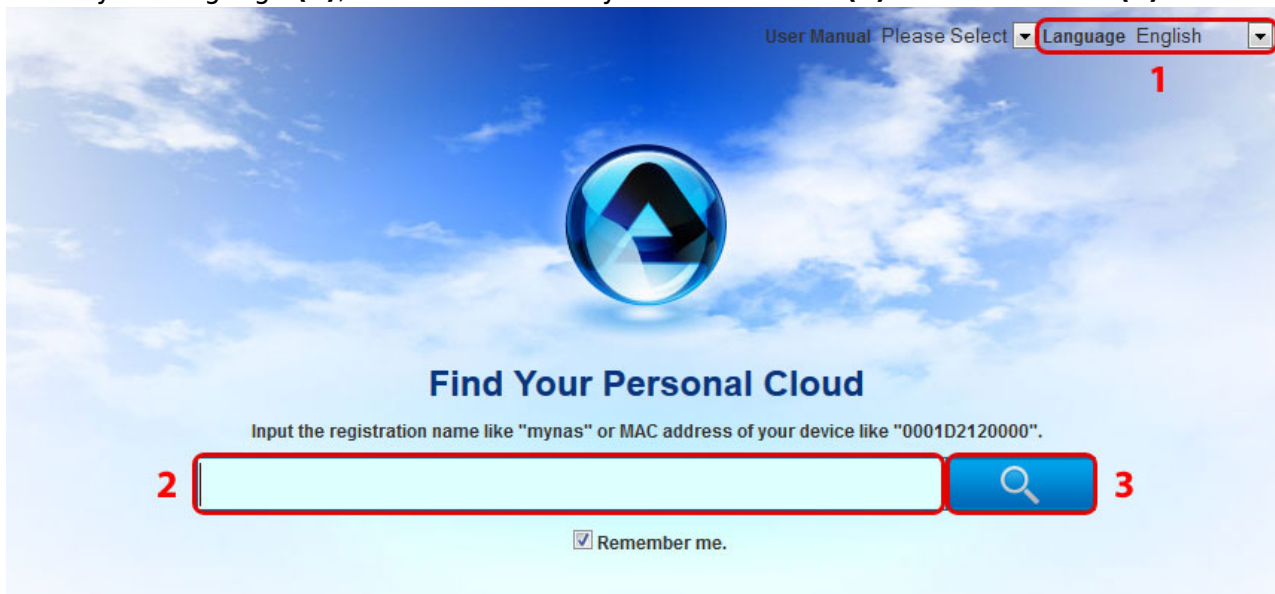 User Manual Please Select Language English
1
Find Your Personal Cloud
Input the registration name like "mynas" or MAC address of your device like "0001D2120000".
2 3
Remember me.